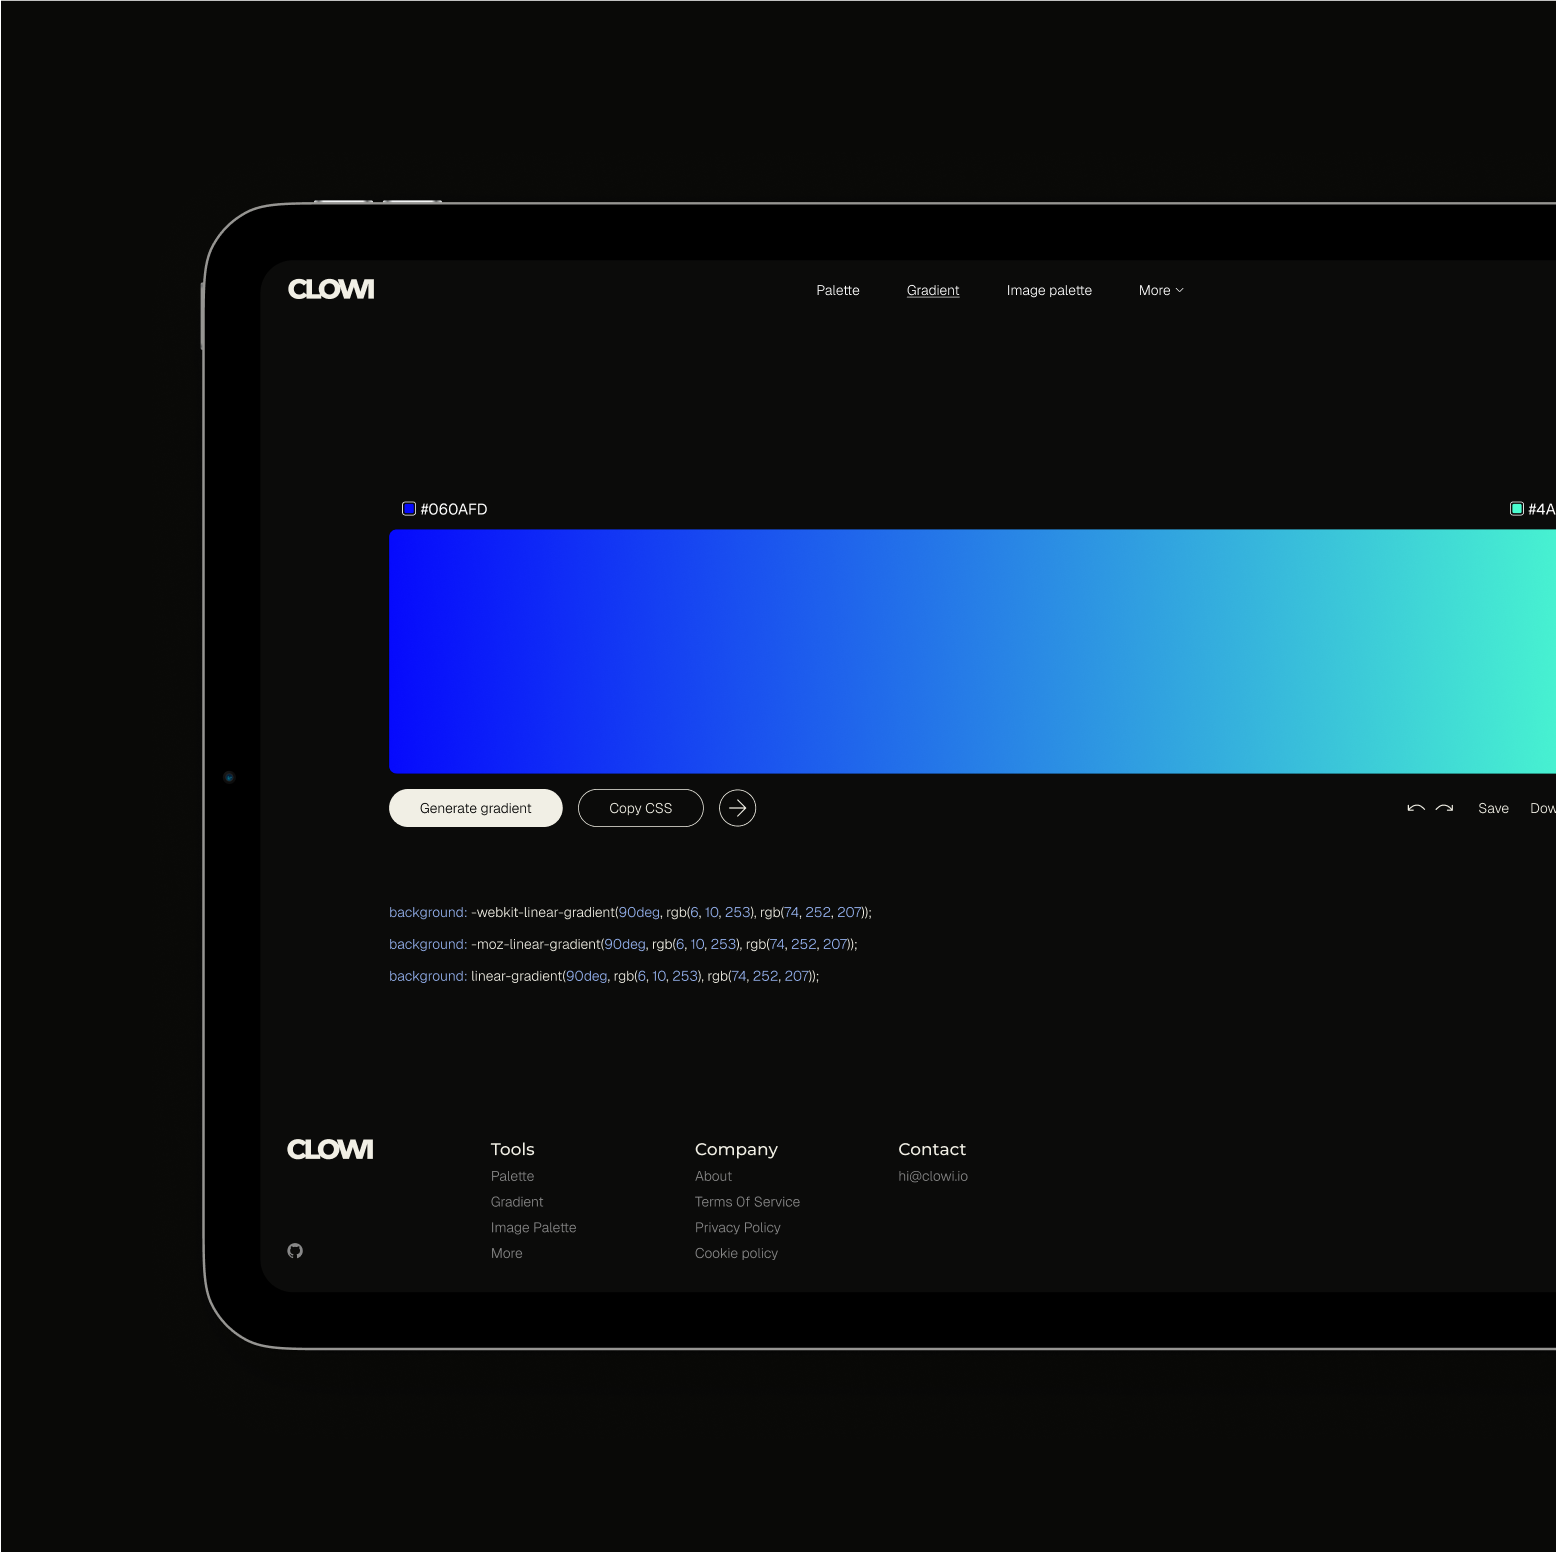 CLOWI
Palette Gradient Image palette More
#060AFD #4A
Generate gradient Copy CSS Save Dow
background: -webkit-linear-gradient(90deg, rgb(6, 10, 253), rgb(74, 252, 207));
background: -moz-linear-gradient(90deg, rgb(6, 10, 253), rgb(74, 252, 207));
background: linear-gradient(90deg, rgb(6, 10, 253), rgb(74, 252, 207));
CLOWI
Tools
Palette
Gradient
Image Palette
More
Company
About
Terms Of Service
Privacy Policy
Cookie policy
Contact
hi@clowi.io